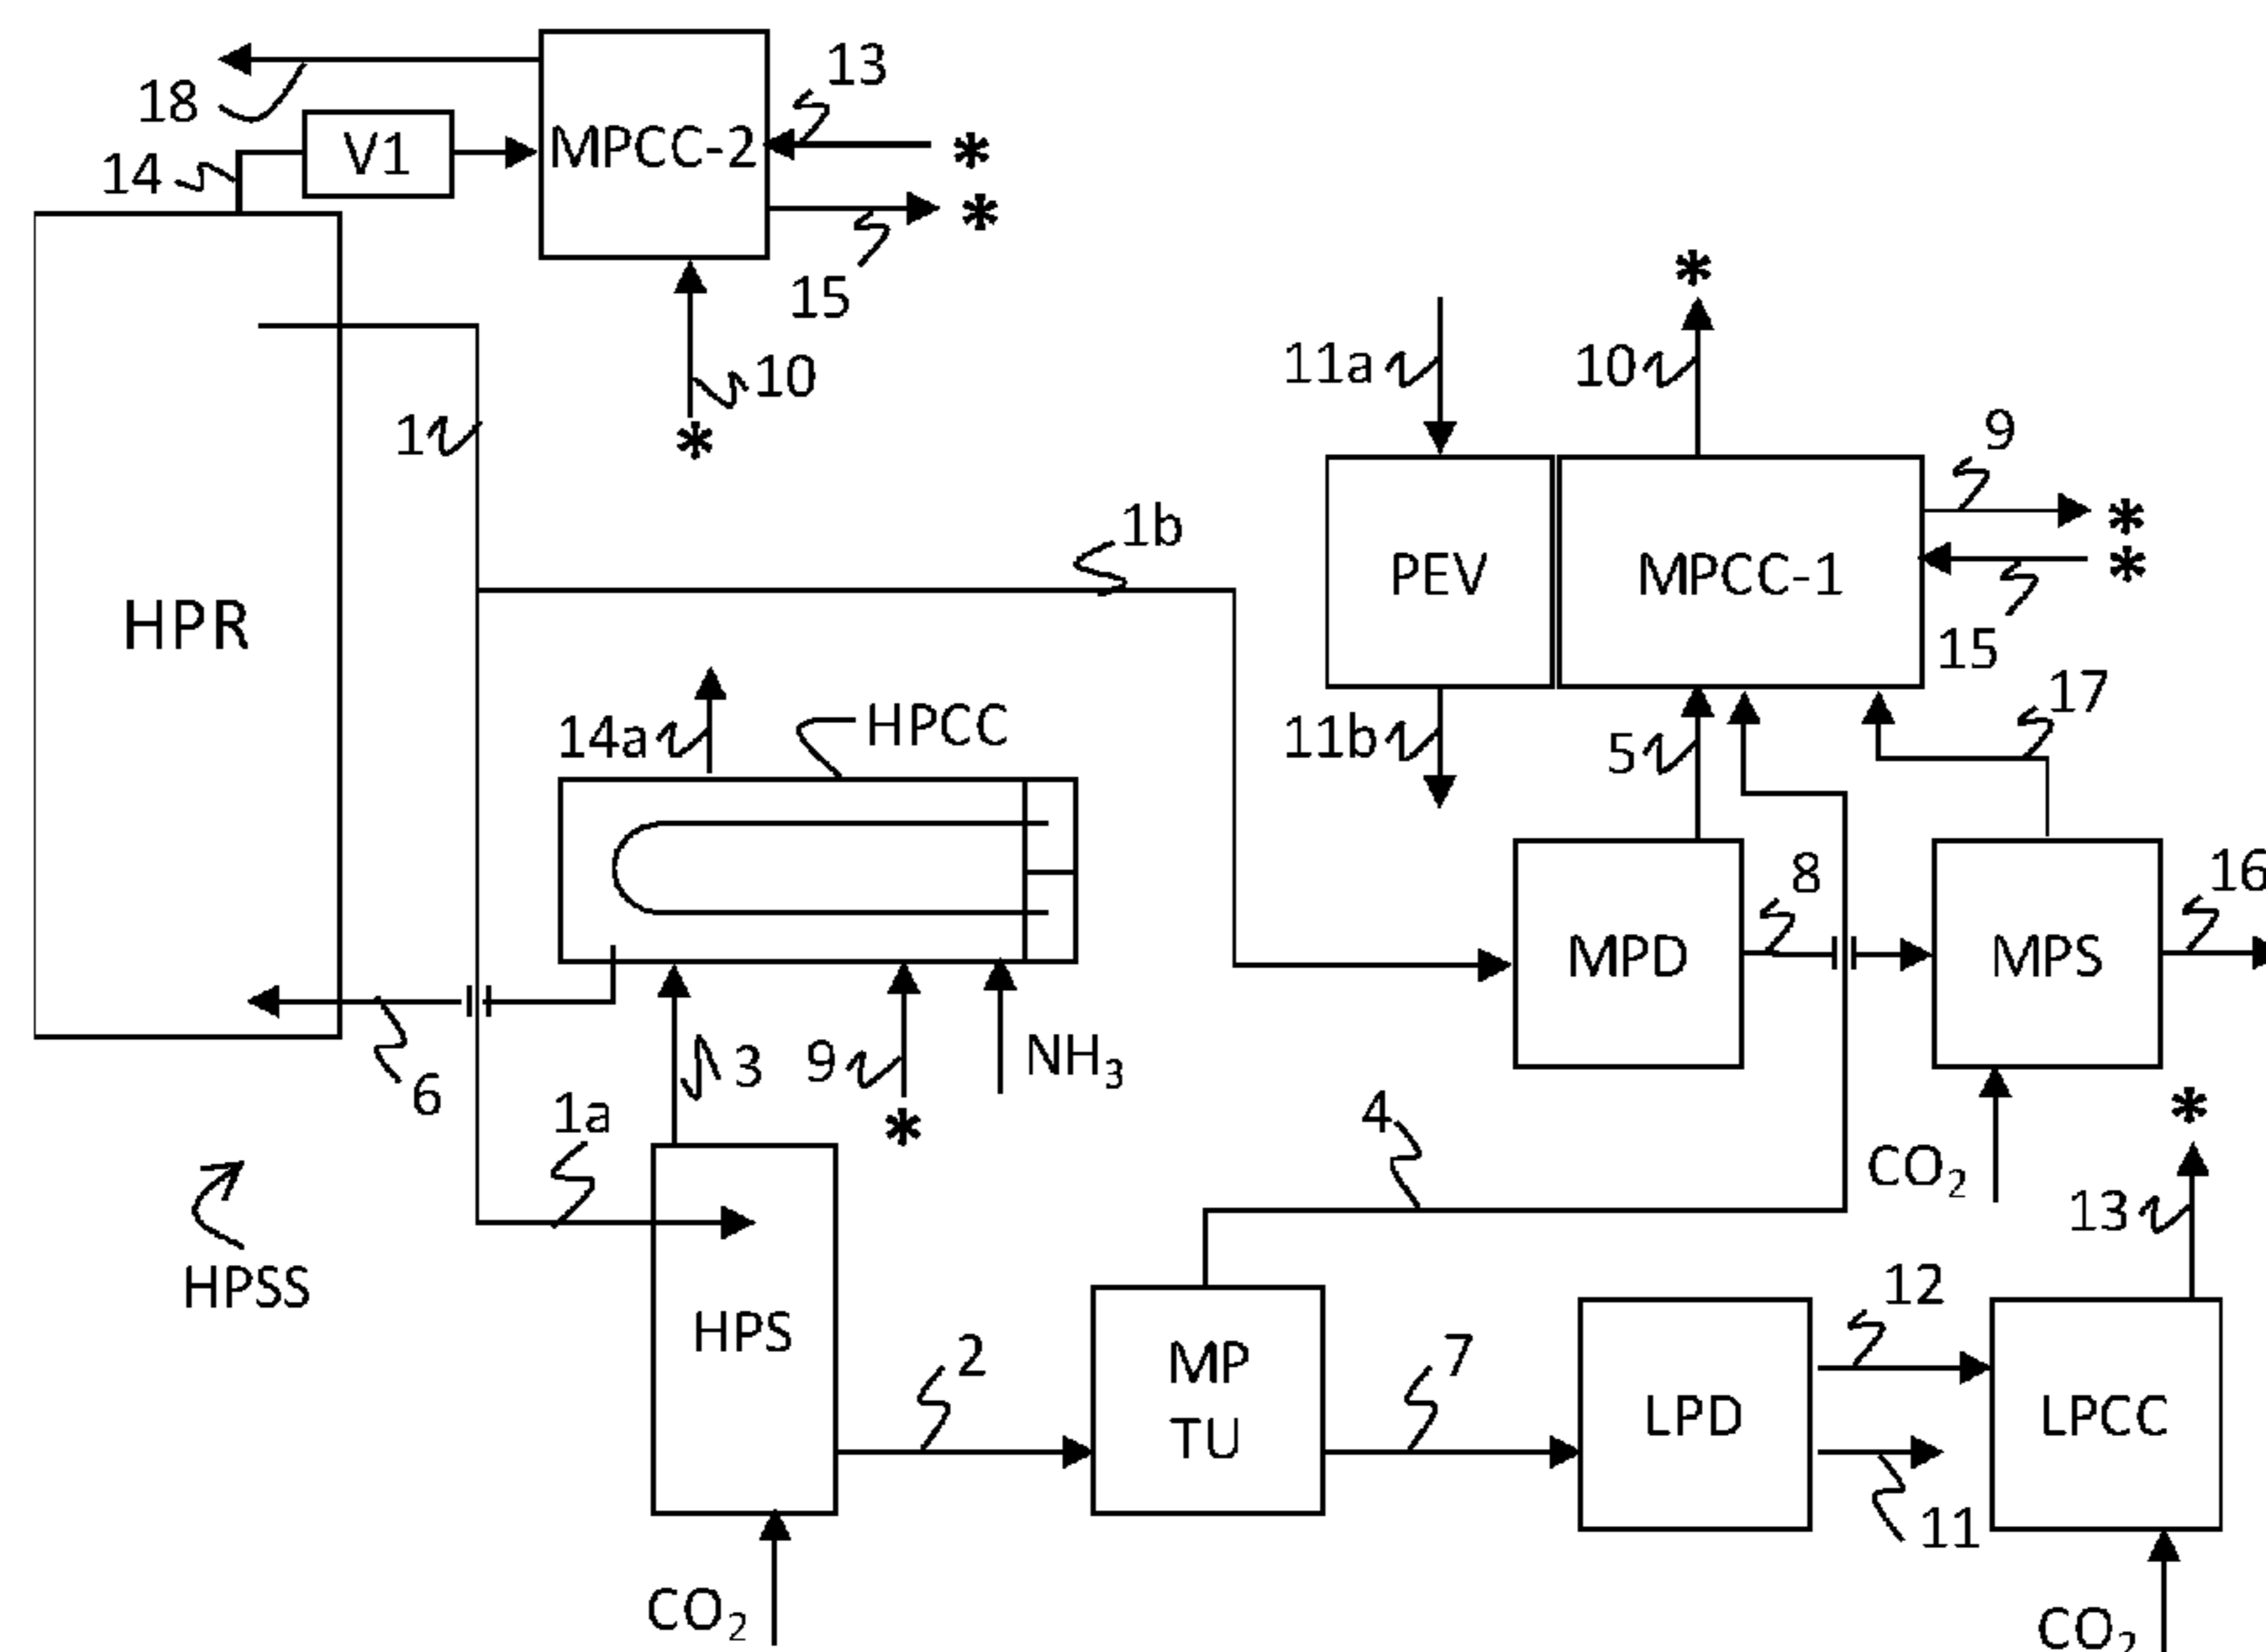 13
18
V1
MPCC-2
14
*
*
15
10
*
*
11a
10
1
9
1b
*
PEV
MPCC-1
*
HPR
15
17
14a
HPCC
11b
5
8
16
MPD
MPS
3
9
NH₃
6
*
1a
4
*
CO₂
13
HPSS
12
HPS
2
MP
TU
7
LPD
LPCC
11
CO₂
CO₂